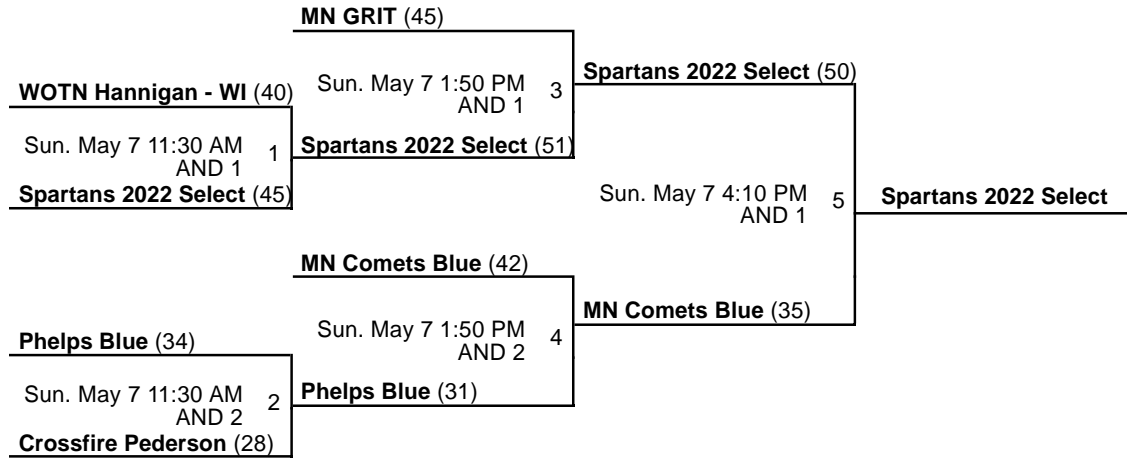 MN GRIT (45)
Sun. May 7 1:50 PM
AND 1
3
Spartans 2022 Select (50)
WOTN Hannigan - WI (40)
Sun. May 7 11:30 AM
AND 1
1
Spartans 2022 Select (51)
Spartans 2022 Select (45)
Sun. May 7 4:10 PM
AND 1
5
Spartans 2022 Select
MN Comets Blue (42)
Sun. May 7 1:50 PM
AND 2
4
MN Comets Blue (35)
Phelps Blue (34)
Sun. May 7 11:30 AM
AND 2
2
Phelps Blue (31)
Crossfire Pederson (28)